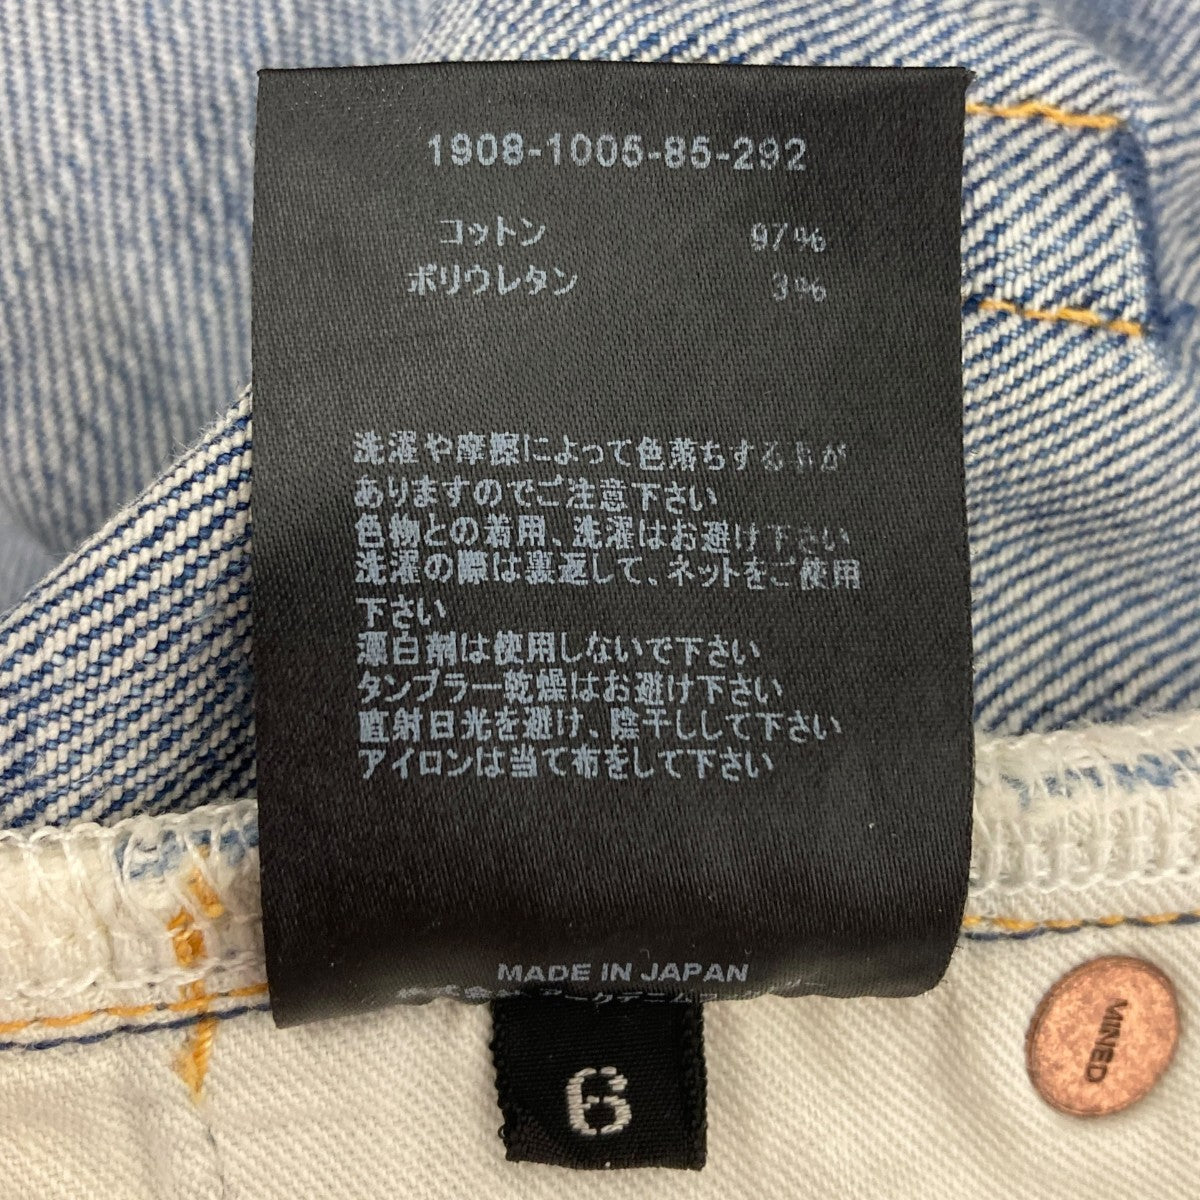 1908-1005-85-292
コットン 97%
ポリウレタン 3%
洗濯や摩擦によって色落ちする事が
ありますのでご注意下さい
色物との着用、洗濯はお避け下さい
洗濯の際は裏返して、ネットをご使用
下さい
漂白剤は使用しないで下さい
タンブラー乾燥はお避け下さい
直射日光を避け、陰干しして下さい
アイロンは当て布をして下さい
MADE IN JAPAN
6
MINED